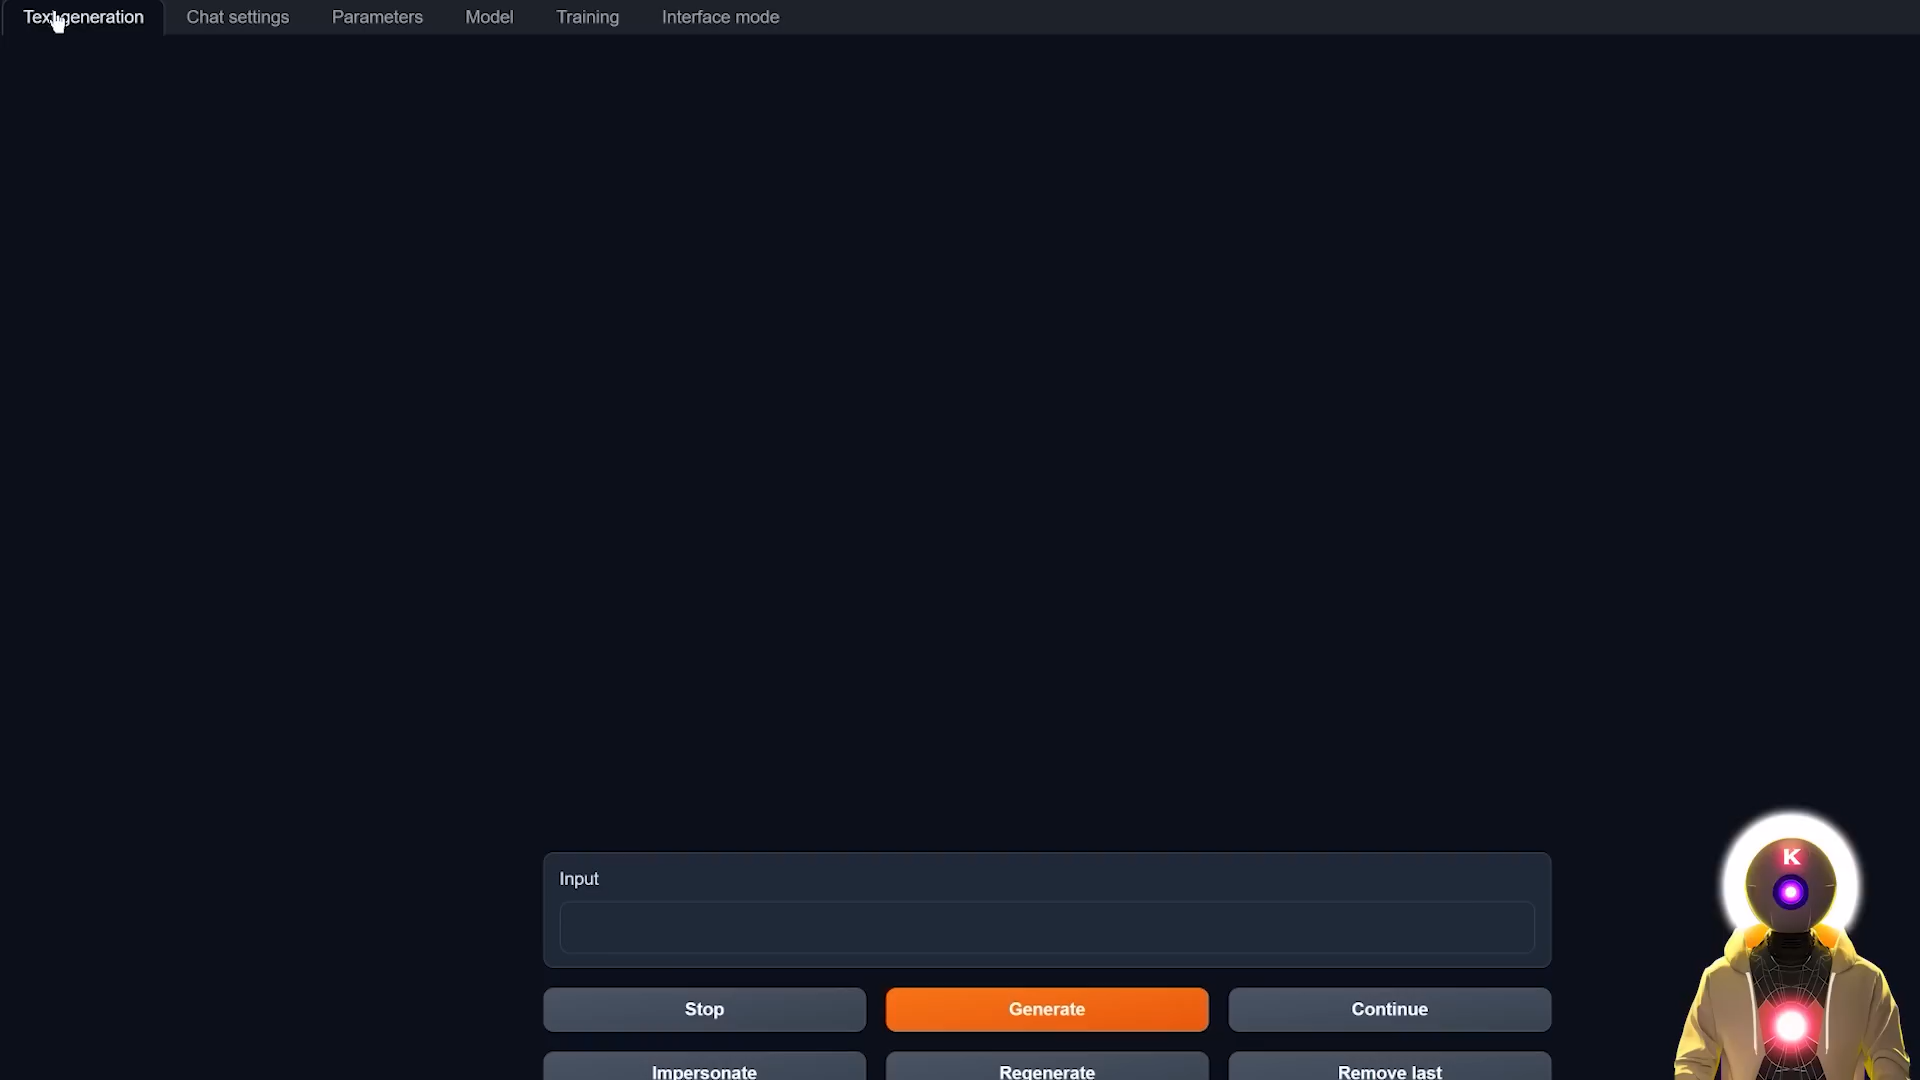 Text generation Chat settings Parameters Model Training Interface mode
Input
Stop Generate Continue
Impersonate Regenerate Remove last
K